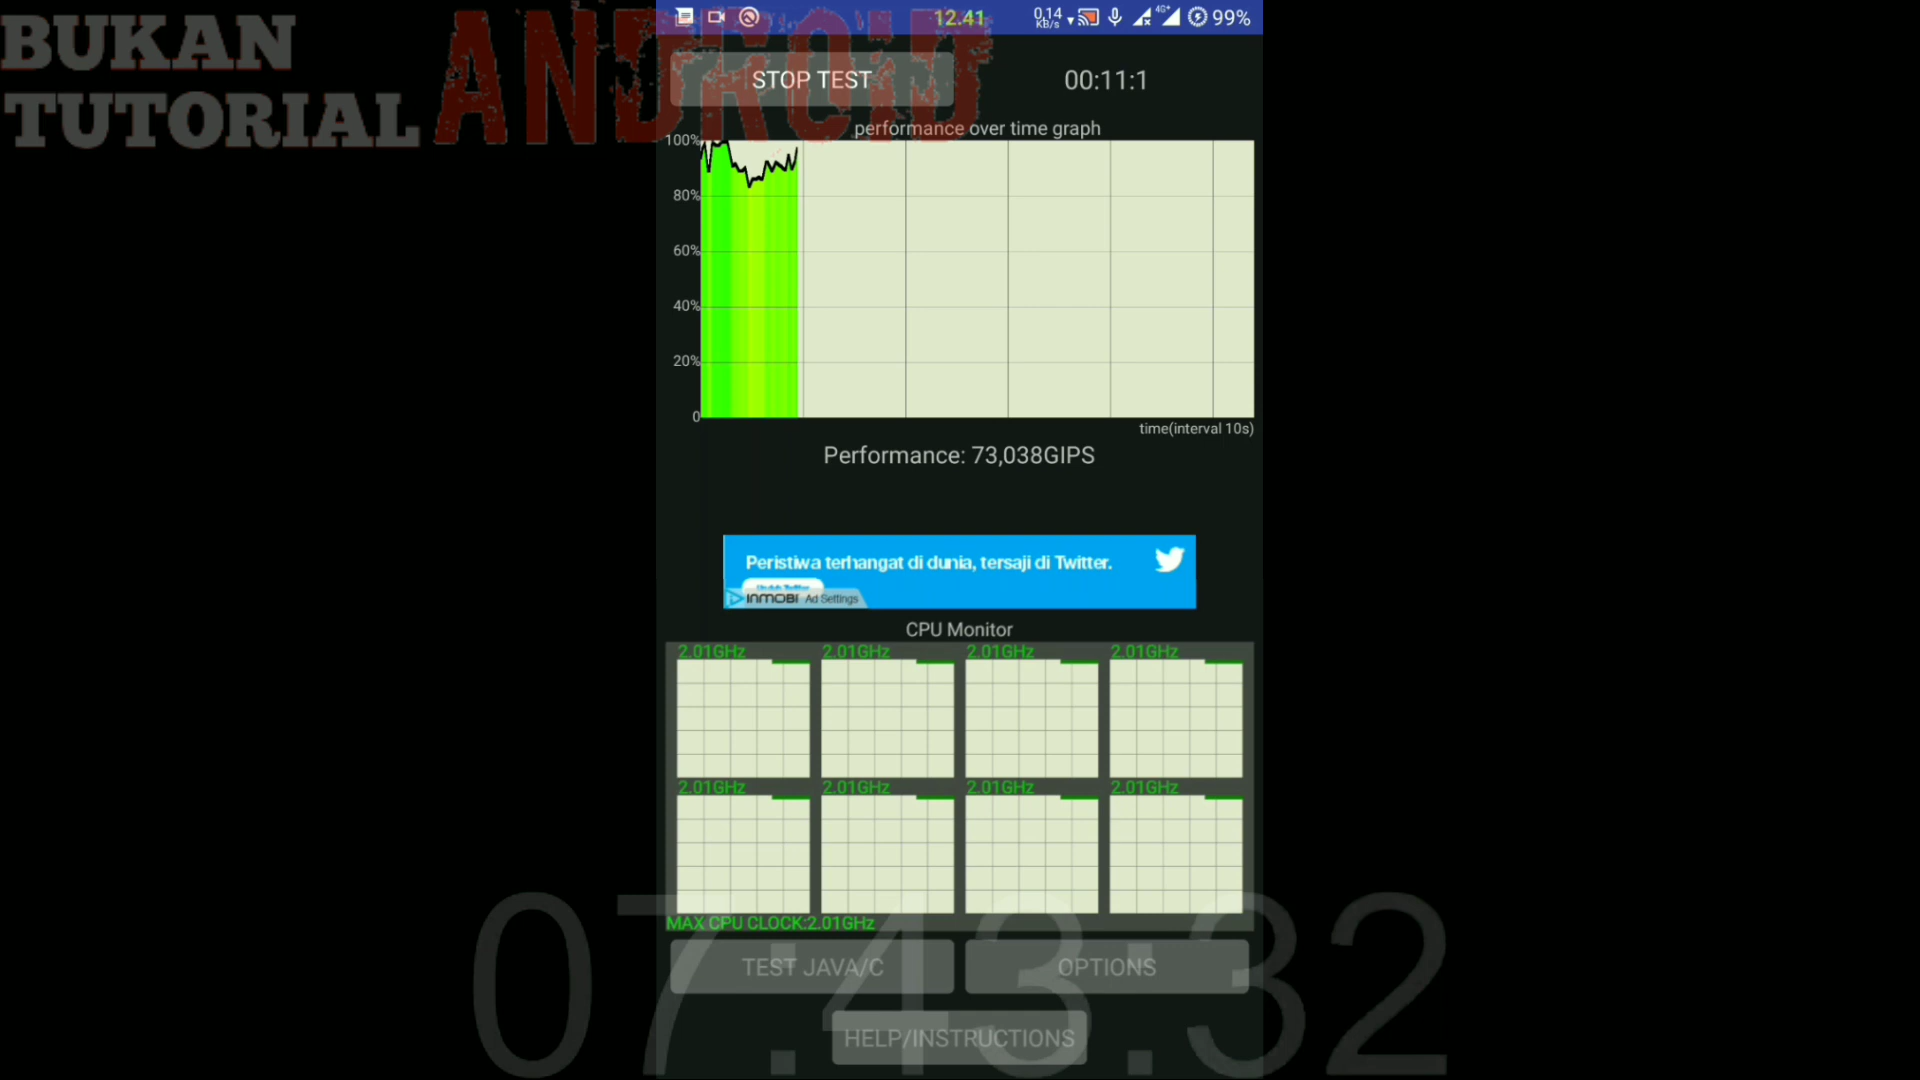 BUKAN
TUTORIAL
ANDROiD
0,14
KB/s
12.41
4G+
99%
STOP TEST
00:11:1
performance over time graph
100%
80%
60%
40%
20%
0
time(interval 10s)
Performance: 73,038GIPS
Peristiwa terhangat di dunia, tersaji di Twitter.
INMOBI Ad Settings
CPU Monitor
2.01GHz 2.01GHz 2.01GHz 2.01GHz
2.01GHz 2.01GHz 2.01GHz 2.01GHz
MAX CPU CLOCK:2.01GHz
TEST JAVA/C
OPTIONS
HELP/INSTRUCTIONS
07.43.32